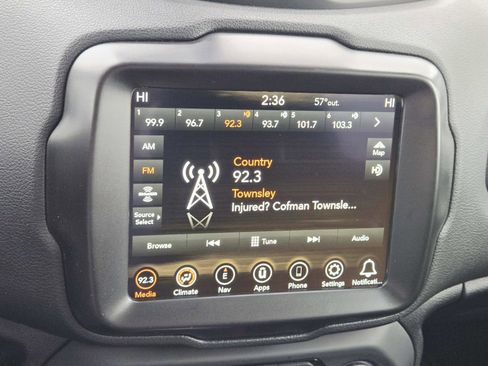 HI 2:36 57°out. HI
1 2 3 4 5 6
99.9 96.7 92.3 93.7 101.7 103.3
AM
Map
Country
FM
92.3
Townsley
Injured? Cofman Townsle...
Source
Select
Browse Tune Audio
92.3 E
Media Climate Nav Apps Phone Settings Notificati...